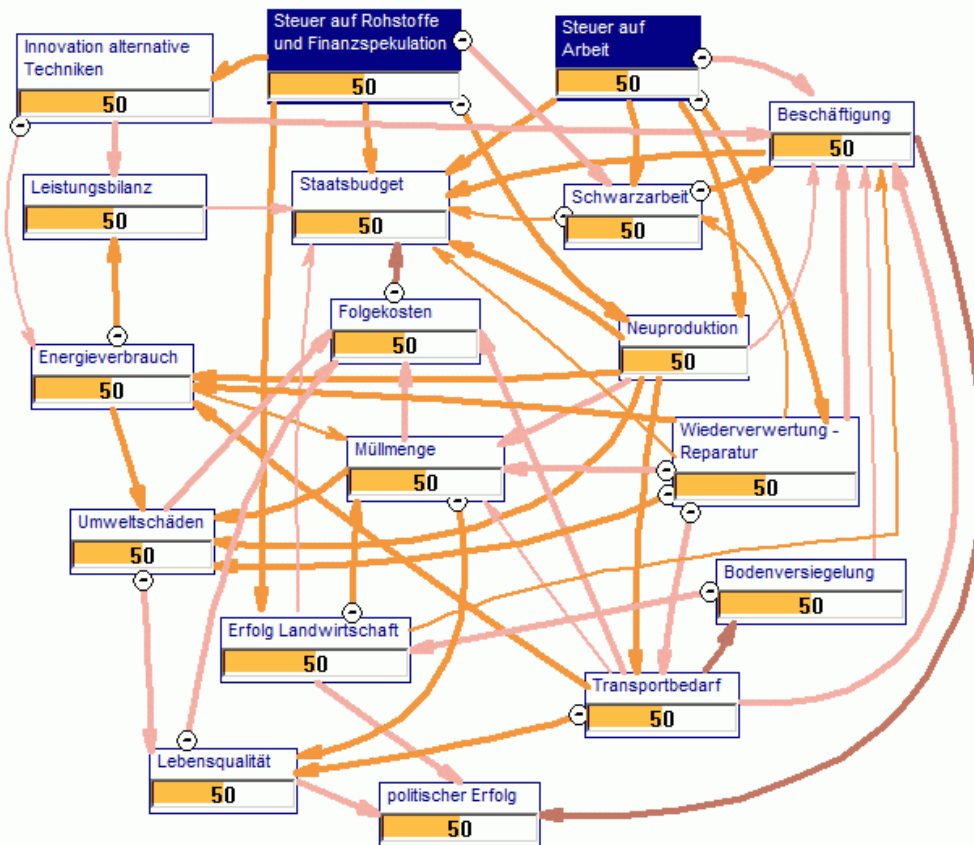 Innovation alternative
Techniken
50
Steuer auf Rohstoffe
und Finanzspekulation
50
Steuer auf
Arbeit
50
Beschäftigung
50
Leistungsbilanz
50
Staatsbudget
50
Schwarzarbeit
50
Folgekosten
50
Neuproduktion
50
Energieverbrauch
50
Müllmenge
50
Wiederverwertung -
Reparatur
50
Umweltschäden
50
Bodenversiegelung
50
Erfolg Landwirtschaft
50
Transportbedarf
50
Lebensqualität
50
politischer Erfolg
50